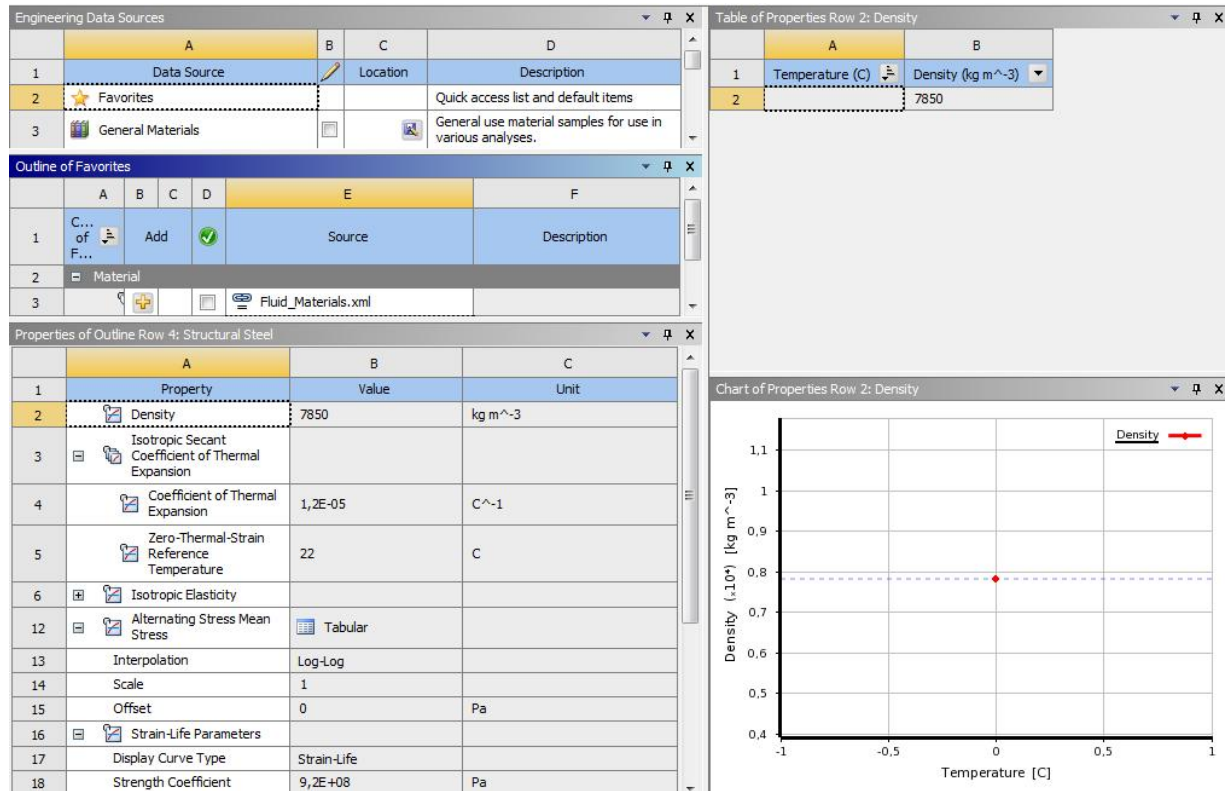 Engineering Data Sources
A B C D
1 Data Source Location Description
2 Favorites Quick access list and default items
3 General Materials General use material samples for use in
various analyses.
Outline of Favorites
A B C D E F
1 C...
of
F... Add Source Description
2 Material
3 Fluid_Materials.xml
Properties of Outline Row 4: Structural Steel
A B C
1 Property Value Unit
2 Density 7850 kg m^-3
3 Isotropic Secant
Coefficient of Thermal
Expansion
4 Coefficient of Thermal
Expansion 1,2E-05 C^-1
5 Zero-Thermal-Strain
Reference
Temperature 22 C
6 Isotropic Elasticity
12 Alternating Stress Mean
Stress Tabular
13 Interpolation Log-Log
14 Scale 1
15 Offset 0 Pa
16 Strain-Life Parameters
17 Display Curve Type Strain-Life
18 Strength Coefficient 9,2E+08 Pa
Table of Properties Row 2: Density
A B
1 Temperature (C) Density (kg m^-3)
2 7850
Chart of Properties Row 2: Density
Density
1,1
1
0,9
0,8
0,7
0,6
0,5
0,4
Density (x10⁴) [kg m^-3]
-1 -0,5 0 0,5 1
Temperature [C]